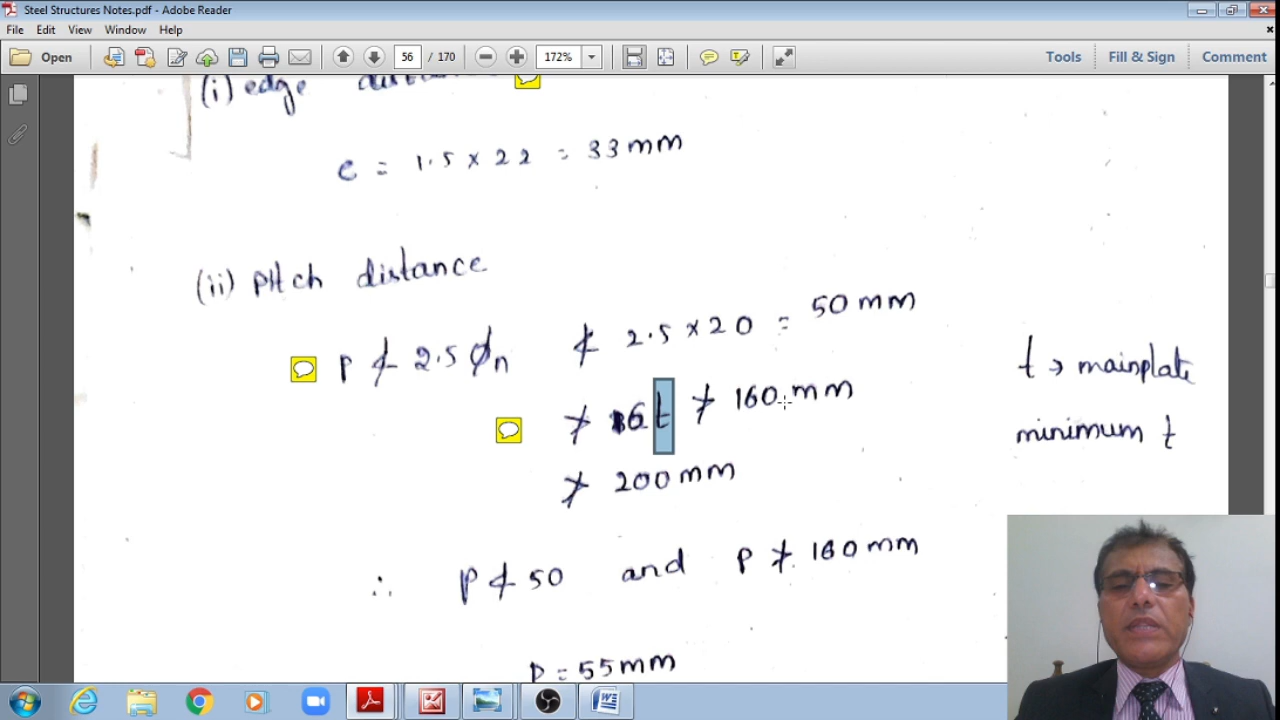 Steel Structures Notes.pdf - Adobe Reader
File Edit View Window Help
Open 56 / 170 172% Tools Fill & Sign Comment
(i) edge distance
e = 1.5 × 22 = 33 mm
(ii) Pitch distance
P ≮ 2.5 ϕn ≮ 2.5 × 20 = 50 mm
≯ 16t ≯ 160 mm
≯ 200 mm
t → mainplate
minimum t
∴ P ≮ 50 and P ≯ 160 mm
P = 55 mm